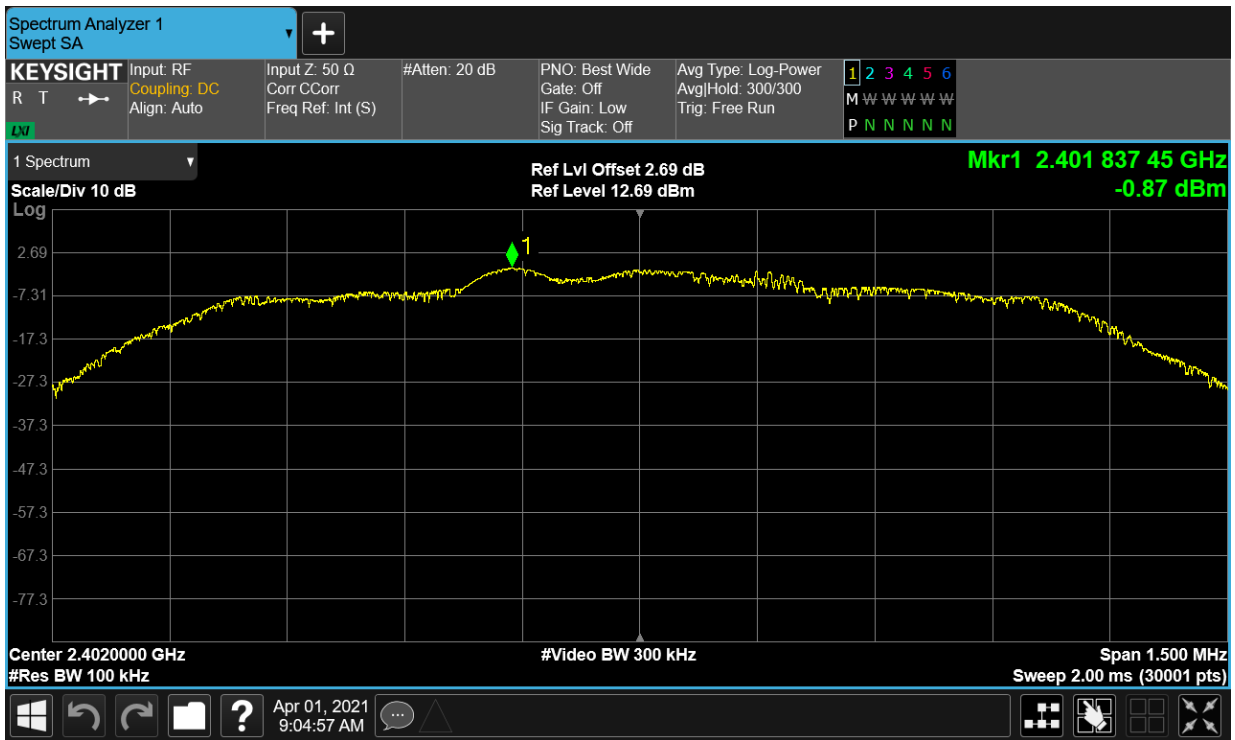 Spectrum Analyzer 1
Swept SA
KEYSIGHT
R T
LXI
Input: RF
Coupling: DC
Align: Auto
Input Z: 50 Ω
Corr CCorr
Freq Ref: Int (S)
#Atten: 20 dB
PNO: Best Wide
Gate: Off
IF Gain: Low
Sig Track: Off
Avg Type: Log-Power
Avg|Hold: 300/300
Trig: Free Run
1 2 3 4 5 6
M W W W W W
P N N N N N
1 Spectrum
Scale/Div 10 dB
Log
Ref Lvl Offset 2.69 dB
Ref Level 12.69 dBm
Mkr1 2.401 837 45 GHz
-0.87 dBm
1
2.69
-7.31
-17.3
-27.3
-37.3
-47.3
-57.3
-67.3
-77.3
Center 2.4020000 GHz
#Res BW 100 kHz
#Video BW 300 kHz
Span 1.500 MHz
Sweep 2.00 ms (30001 pts)
?
Apr 01, 2021
9:04:57 AM